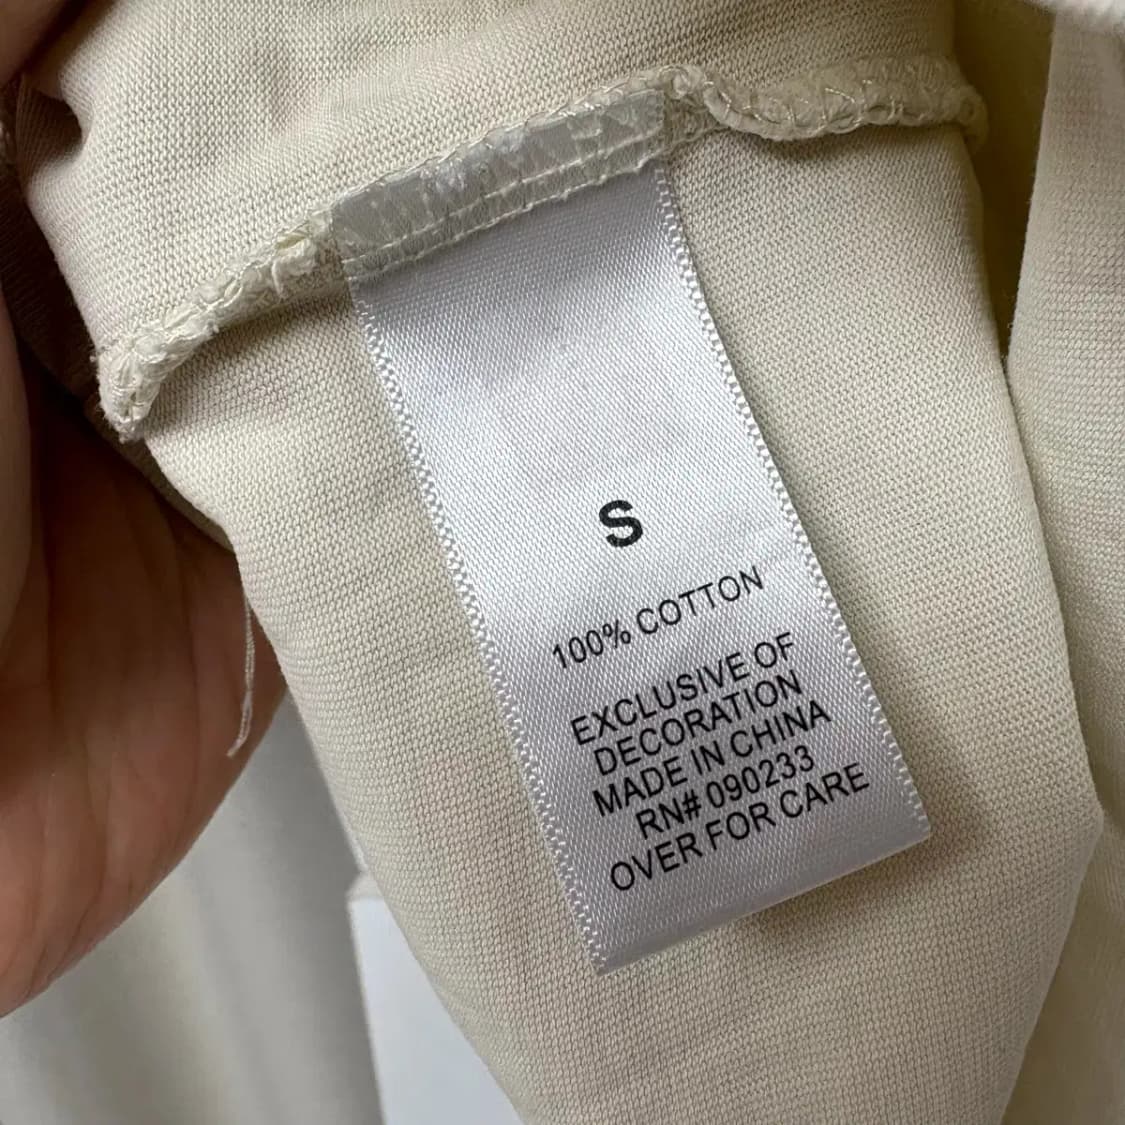 S
100% COTTON
EXCLUSIVE OF
DECORATION
MADE IN CHINA
RN# 090233
OVER FOR CARE